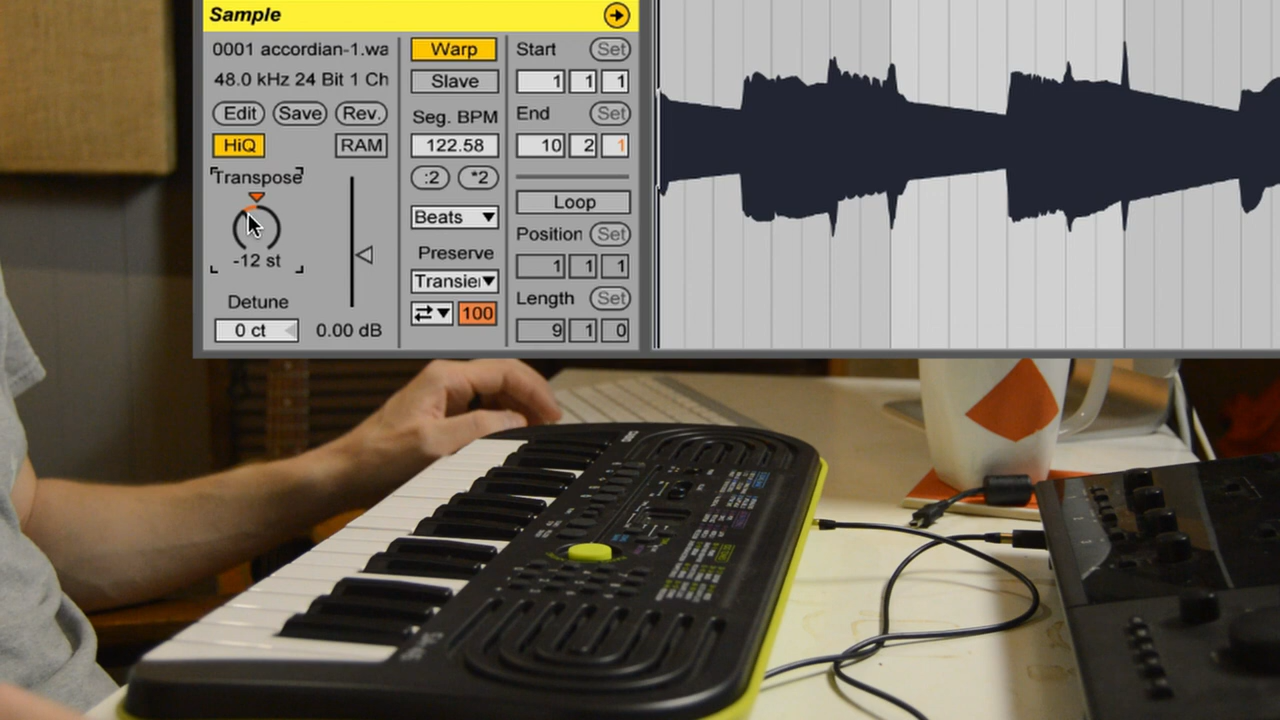 Sample
0001 accordian-1.wa
48.0 kHz 24 Bit 1 Ch
Edit Save Rev.
HiQ RAM
Transpose
-12 st
Detune
0 ct 0.00 dB
Warp
Slave
Seg. BPM
122.58
:2 *2
Beats
Preserve
Transie
100
Start Set
1 1 1
End Set
10 2 1
Loop
Position Set
1 1 1
Length Set
9 1 0
CASIO